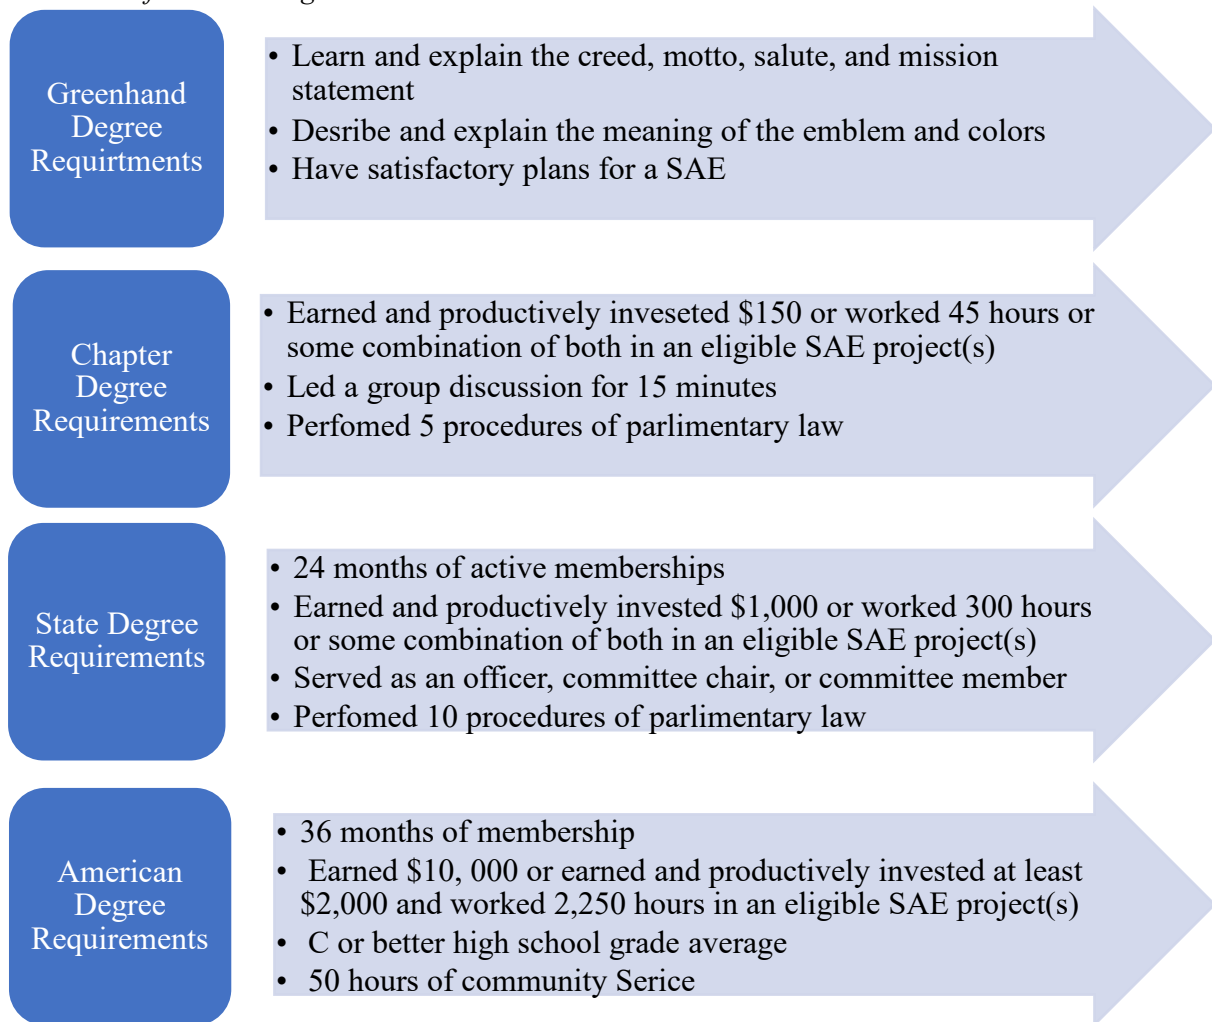 Greenhand
Degree
Requirtments
• Learn and explain the creed, motto, salute, and mission
statement
• Desribe and explain the meaning of the emblem and colors
• Have satisfactory plans for a SAE
Chapter
Degree
Requirements
• Earned and productively inveseted $150 or worked 45 hours or
some combination of both in an eligible SAE project(s)
• Led a group discussion for 15 minutes
• Perfomed 5 procedures of parlimentary law
State Degree
Requirements
• 24 months of active memberships
• Earned and productively invested $1,000 or worked 300 hours
or some combination of both in an eligible SAE project(s)
• Served as an officer, committee chair, or committee member
• Perfomed 10 procedures of parlimentary law
American
Degree
Requirements
• 36 months of membership
• Earned $10, 000 or earned and productively invested at least
$2,000 and worked 2,250 hours in an eligible SAE project(s)
• C or better high school grade average
• 50 hours of community Serice